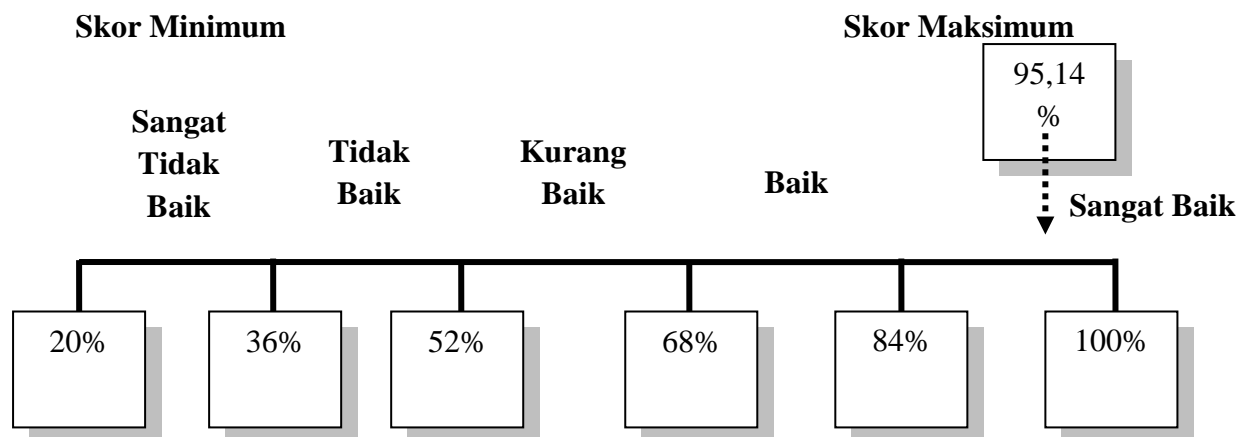 Skor Minimum
Skor Maksimum
95,14
%
Sangat
Tidak
Baik
Tidak
Baik
Kurang
Baik
Baik
Sangat Baik
20%
36%
52%
68%
84%
100%